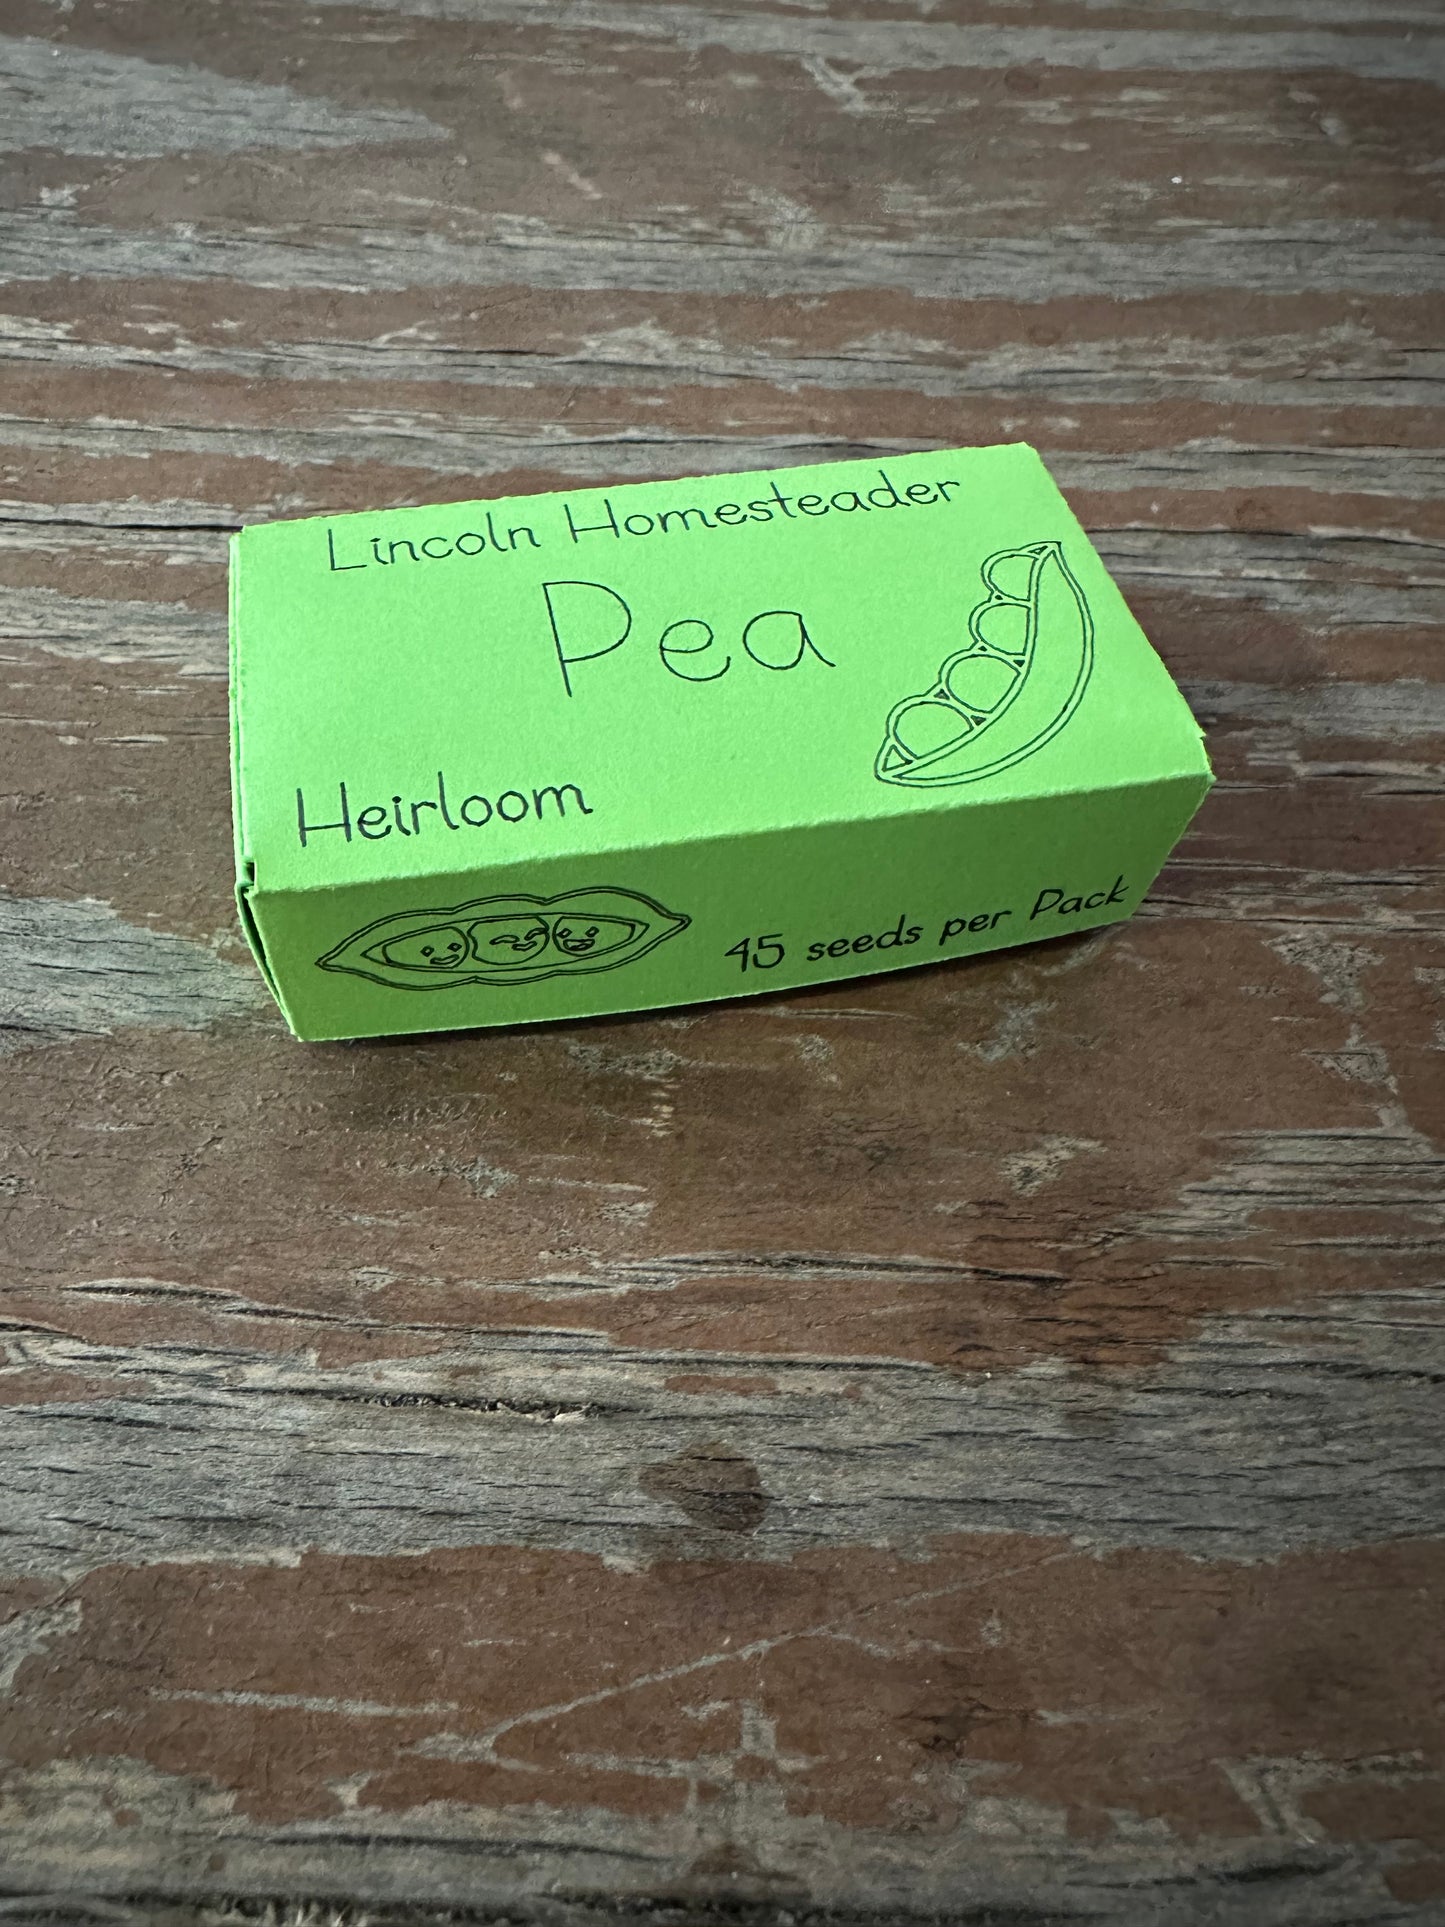 Lincoln Homesteader
Pea
Heirloom
45 seeds per Pack